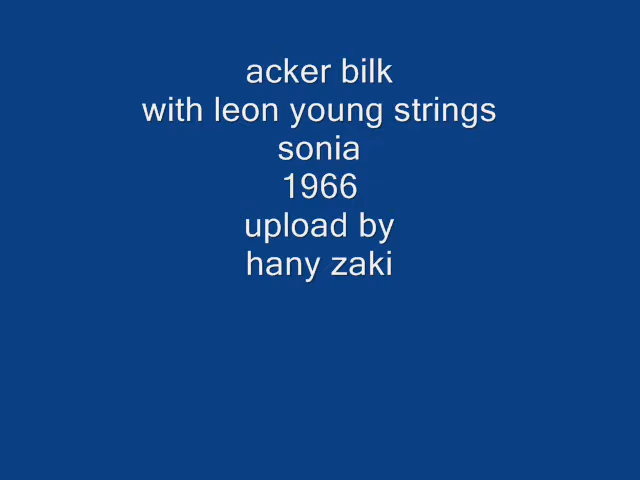 acker bilk
with leon young strings
sonia
1966
upload by
hany zaki